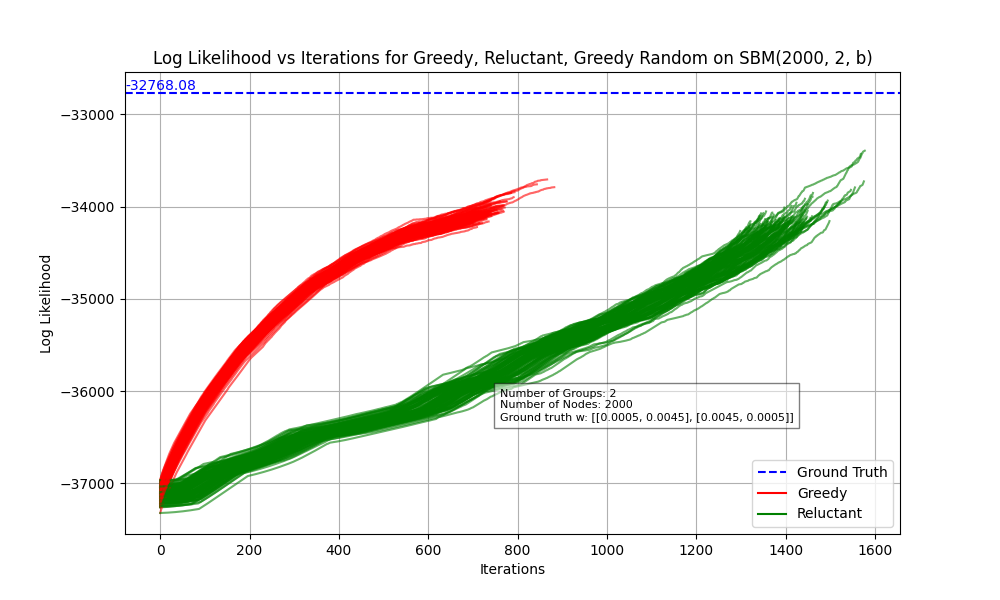 Log Likelihood vs Iterations for Greedy, Reluctant, Greedy Random on SBM(2000, 2, b)
-32768.08
−33000
−34000
−35000
−36000
−37000
Log Likelihood
Number of Groups: 2
Number of Nodes: 2000
Ground truth w: [[0.0005, 0.0045], [0.0045, 0.0005]]
Ground Truth
Greedy
Reluctant
0 200 400 600 800 1000 1200 1400 1600
Iterations